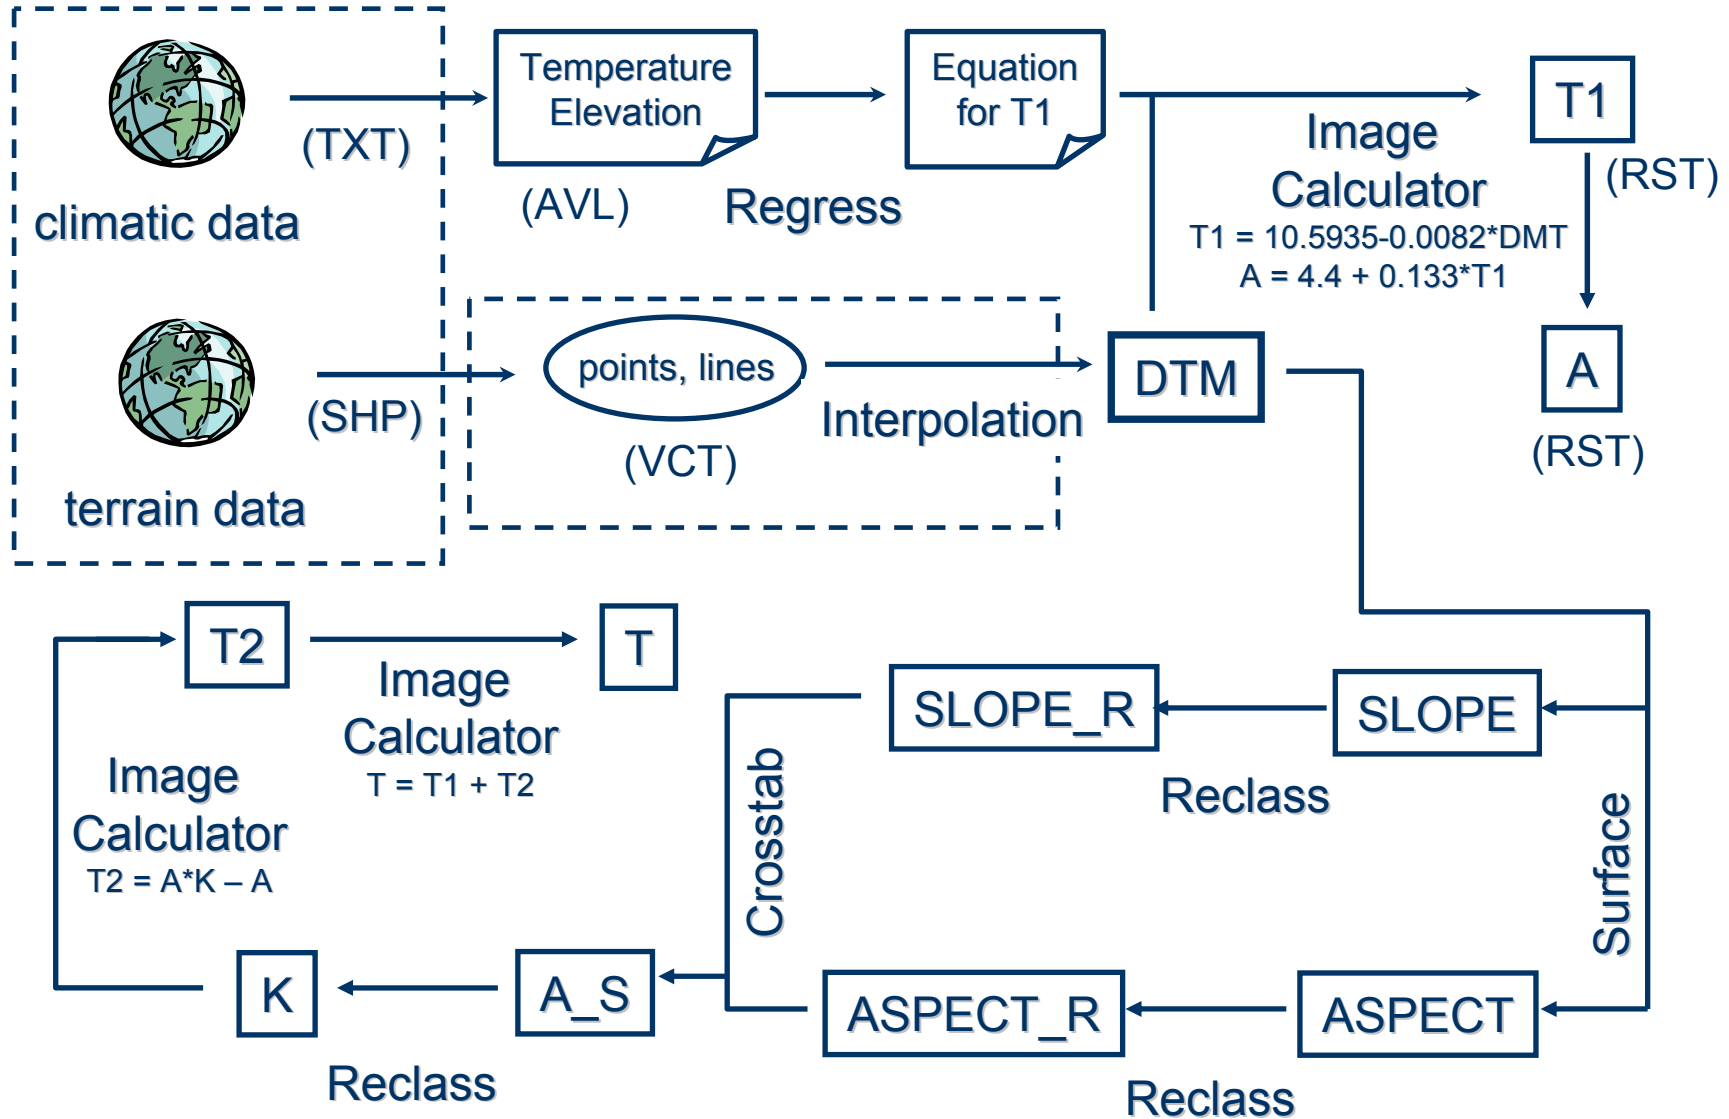 climatic data
(TXT)
Temperature
Elevation
(AVL)
Regress
Equation
for T1
Image
Calculator
T1 = 10.5935-0.0082*DMT
A = 4.4 + 0.133*T1
T1
(RST)
A
(RST)
terrain data
(SHP)
points, lines
(VCT)
Interpolation
DTM
T2
Image
Calculator
T = T1 + T2
T
Image
Calculator
T2 = A*K – A
SLOPE_R
Reclass
SLOPE
Crosstab
Surface
K
Reclass
A_S
ASPECT_R
Reclass
ASPECT